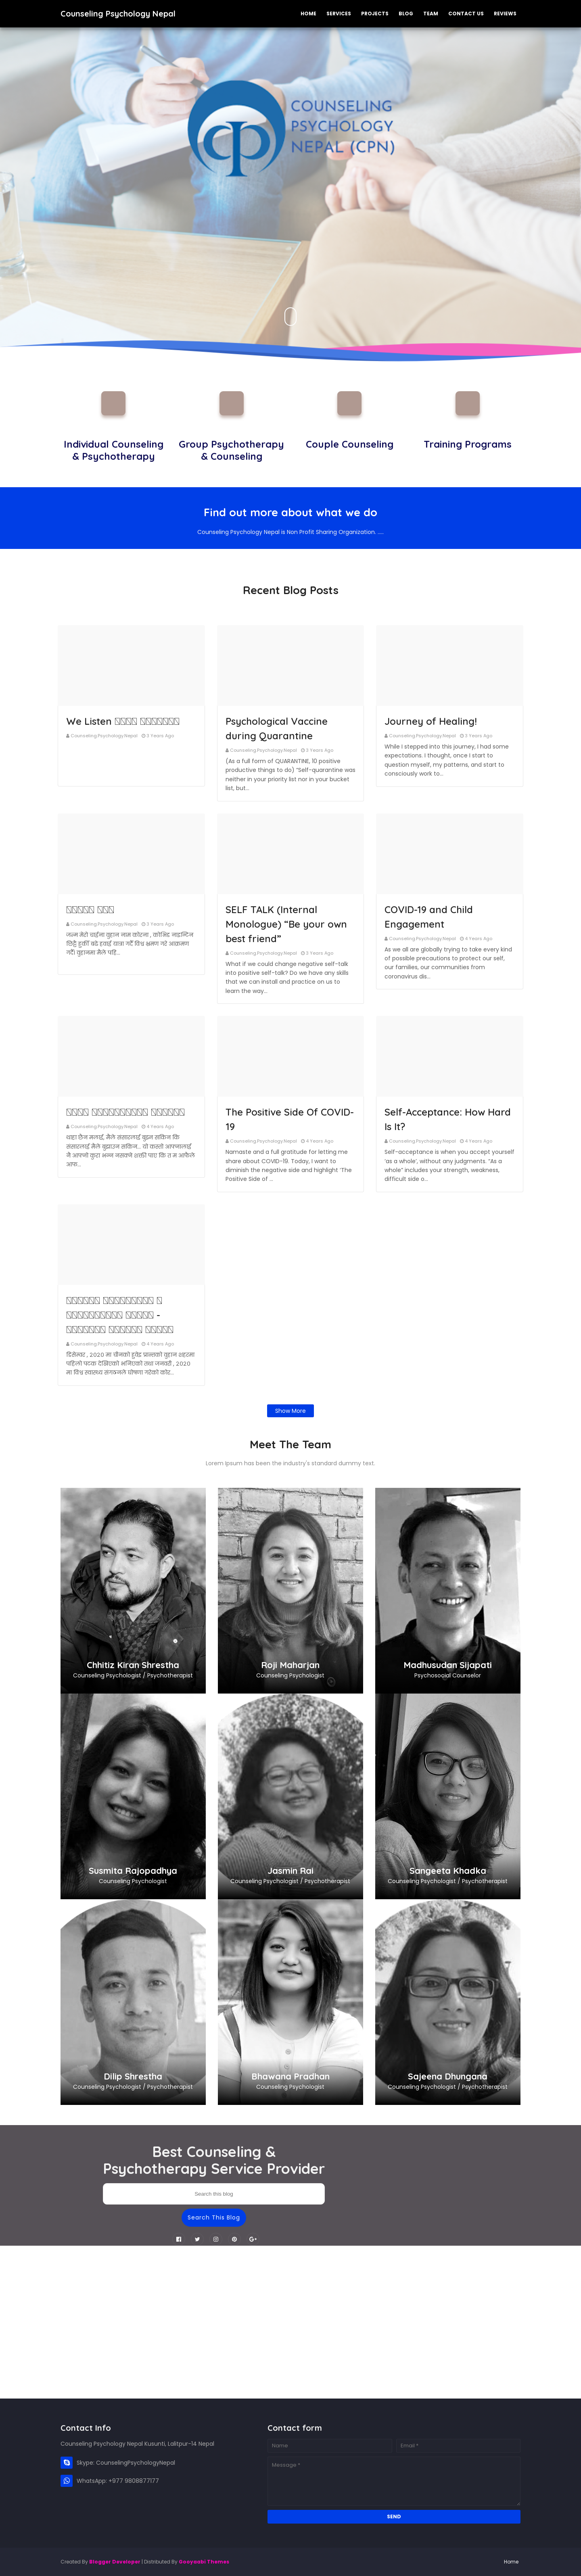 Counseling Psychology Nepal
HOME SERVICES PROJECTS BLOG TEAM CONTACT US REVIEWS
COUNSELING
PSYCHOLOGY
NEPAL (CPN)
Individual Counseling
& Psychotherapy
Group Psychotherapy
& Counseling
Couple Counseling
Training Programs
Find out more about what we do
Counseling Psychology Nepal is Non Profit Sharing Organization. .....
Recent Blog Posts
We Listen
Counseling Psychology Nepal 3 Years Ago
Psychological Vaccine
during Quarantine
Counseling Psychology Nepal 3 Years Ago
(As a full form of QUARANTINE, 10 positive
productive things to do) "Self-quarantine was
neither in your priority list nor in your bucket
list, but...
Journey of Healing!
Counseling Psychology Nepal 3 Years Ago
While I stepped into this journey, I had some
expectations. I thought, once I start to
question myself, my patterns, and start to
consciously work to...
Counseling Psychology Nepal 3 Years Ago
जन्म मेरो चाईना वुहान नाम कोरोना , कोभिड नाइन्टिन
SELF TALK (Internal
Monologue) “Be your own
best friend”
Counseling Psychology Nepal 3 Years Ago
What if we could change negative self-talk
into positive self-talk? Do we have any skills
that we can install and practice on us to
learn the way...
COVID-19 and Child
Engagement
Counseling Psychology Nepal 4 Years Ago
As we all are globally trying to take every kind
of possible precautions to protect our self,
our families, our communities from
coronavirus dis...
Counseling Psychology Nepal 4 Years Ago
The Positive Side Of COVID-
19
Counseling Psychology Nepal 4 Years Ago
Namaste and a full gratitude for letting me
share about COVID-19. Today, I want to
diminish the negative side and highlight ‘The
Positive Side of ...
Self-Acceptance: How Hard
Is It?
Counseling Psychology Nepal 4 Years Ago
Self-acceptance is when you accept yourself
‘as a whole’, without any judgments. “As a
whole” includes your strength, weakness,
difficult side o...
Counseling Psychology Nepal 4 Years Ago
डिसेम्बर , 2020 मा चीनको हुवेइ प्रान्तको वुहान शहरमा
पहिलो पटक देखिएको भनिएको तथा जनवरी , 2020
मा विश्व स्वास्थ्य संगठनले घोषणा गरेको कोर...
Show More
Meet The Team
Lorem Ipsum has been the industry's standard dummy text.
Chhitiz Kiran Shrestha
Counseling Psychologist / Psychotherapist
Roji Maharjan
Counseling Psychologist
Madhusudan Sijapati
Psychosocial Counselor
Susmita Rajopadhya
Counseling Psychologist
Jasmin Rai
Counseling Psychologist / Psychotherapist
Sangeeta Khadka
Counseling Psychologist / Psychotherapist
Dilip Shrestha
Counseling Psychologist / Psychotherapist
Bhawana Pradhan
Counseling Psychologist
Sajeena Dhungana
Counseling Psychologist / Psychotherapist
Best Counseling &
Psychotherapy Service Provider
Search this blog
Search This Blog
Contact Info
Counseling Psychology Nepal Kusunti, Lalitpur-14 Nepal
Skype: CounselingPsychologyNepal
WhatsApp: +977 9808877177
Contact form
Name
Email *
Message *
SEND
Created By Blogger Developer | Distributed By Gooyaabi Themes
Home